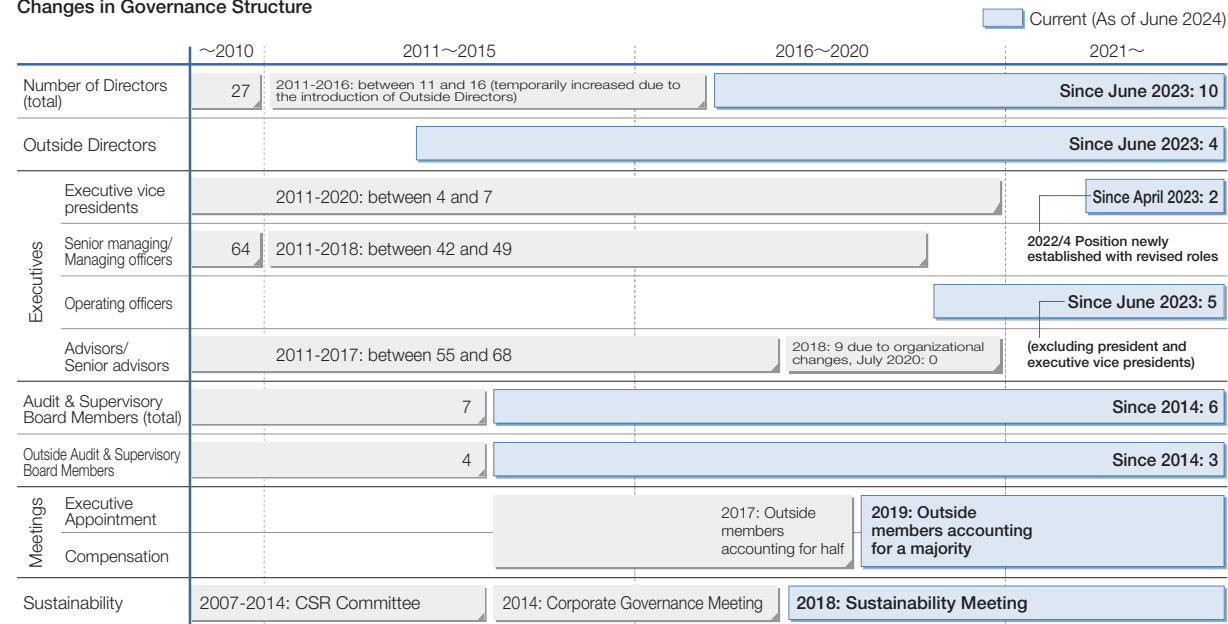 Changes in Governance Structure
Current (As of June 2024)
～2010
2011～2015
2016～2020
2021～
Number of Directors
(total)
27
2011-2016: between 11 and 16 (temporarily increased due to
the introduction of Outside Directors)
Since June 2023: 10
Outside Directors
Since June 2023: 4
Executives
Executive vice
presidents
2011-2020: between 4 and 7
Since April 2023: 2
2022/4 Position newly
established with revised roles
Senior managing/
Managing officers
64
2011-2018: between 42 and 49
Operating officers
Since June 2023: 5
(excluding president and
executive vice presidents)
Advisors/
Senior advisors
2011-2017: between 55 and 68
2018: 9 due to organizational
changes, July 2020: 0
Audit & Supervisory
Board Members (total)
7
Since 2014: 6
Outside Audit & Supervisory
Board Members
4
Since 2014: 3
Meetings
Executive
Appointment
Compensation
2017: Outside
members
accounting for half
2019: Outside
members accounting
for a majority
Sustainability
2007-2014: CSR Committee
2014: Corporate Governance Meeting
2018: Sustainability Meeting